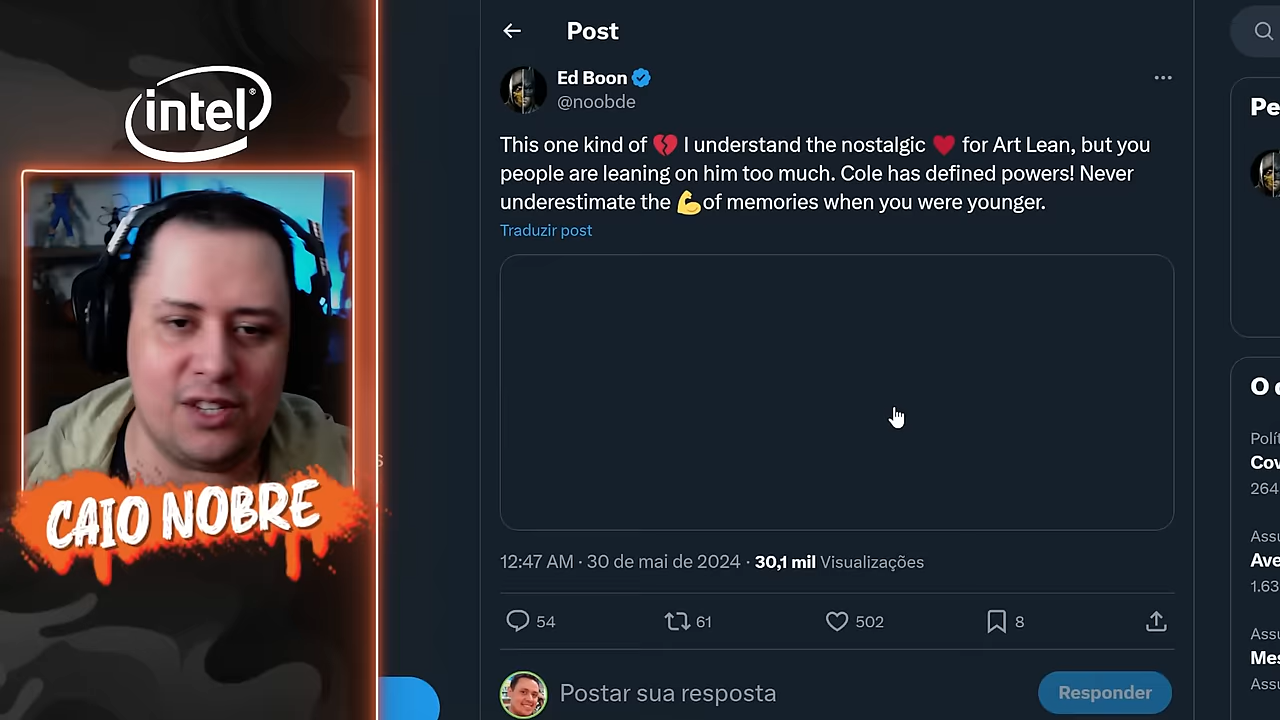 intel®
CAIO NOBRE
Post
Ed Boon
@noobde
This one kind of 💔 I understand the nostalgic ♥️ for Art Lean, but you
people are leaning on him too much. Cole has defined powers! Never
underestimate the 💪of memories when you were younger.
Traduzir post
12:47 AM · 30 de mai de 2024 · 30,1 mil Visualizações
54
61
502
8
Postar sua resposta
Responder
s
Pe
O
Polít
Cov
264
Assu
Ave
1.63
Assu
Mes
Assu